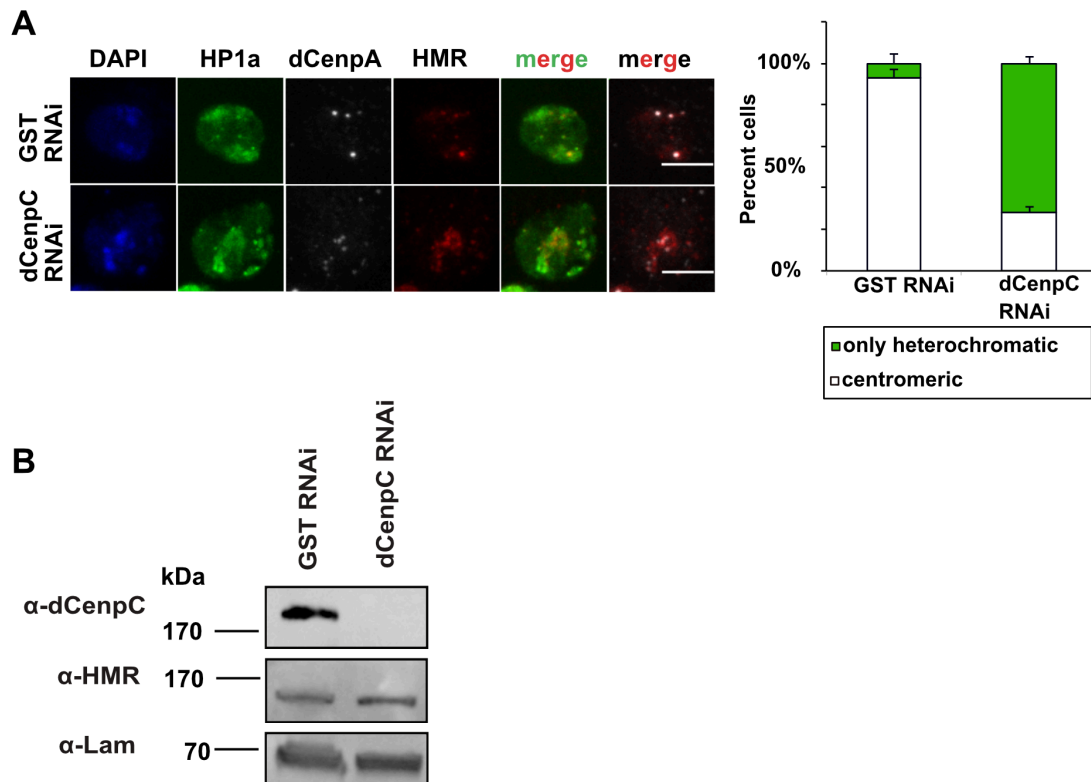 A
DAPI HP1a dCenpA HMR merge merge
GST
RNAi
dCenpC
RNAi
Percent cells
100%
50%
0%
GST RNAi dCenpC
RNAi
only heterochromatic
centromeric
B
GST RNAi
dCenpC RNAi
kDa
α-dCenpC
170
α-HMR 170
α-Lam 70